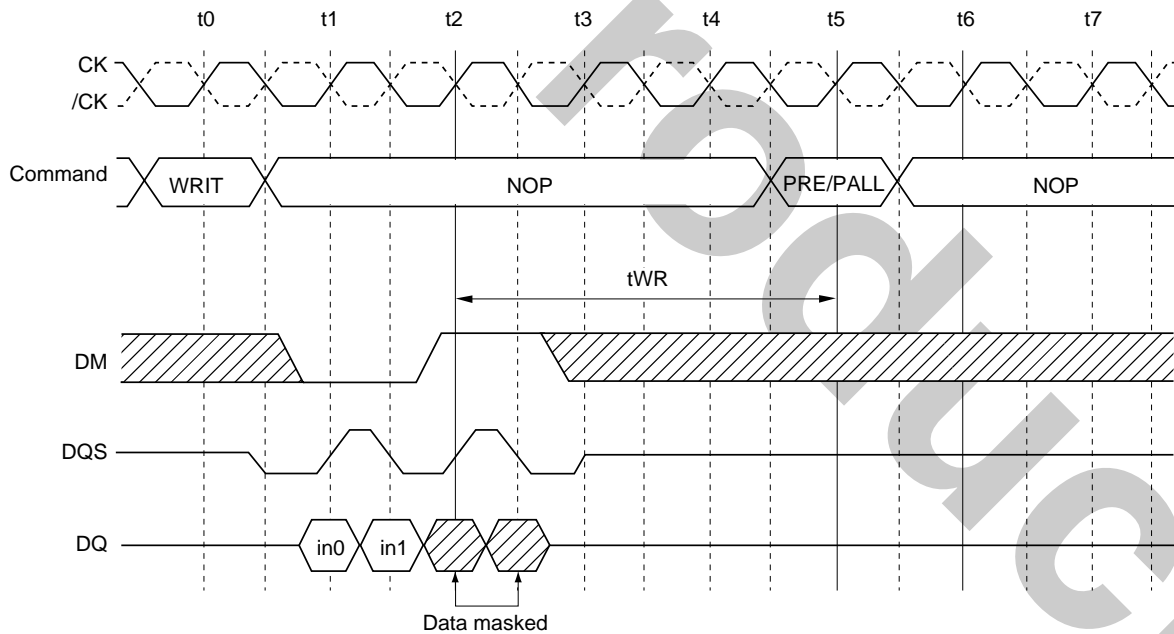 t0 t1 t2 t3 t4 t5 t6 t7
CK
/CK
Command WRIT NOP PRE/PALL NOP
tWR
DM
DQS
DQ in0 in1
Data masked
roduc